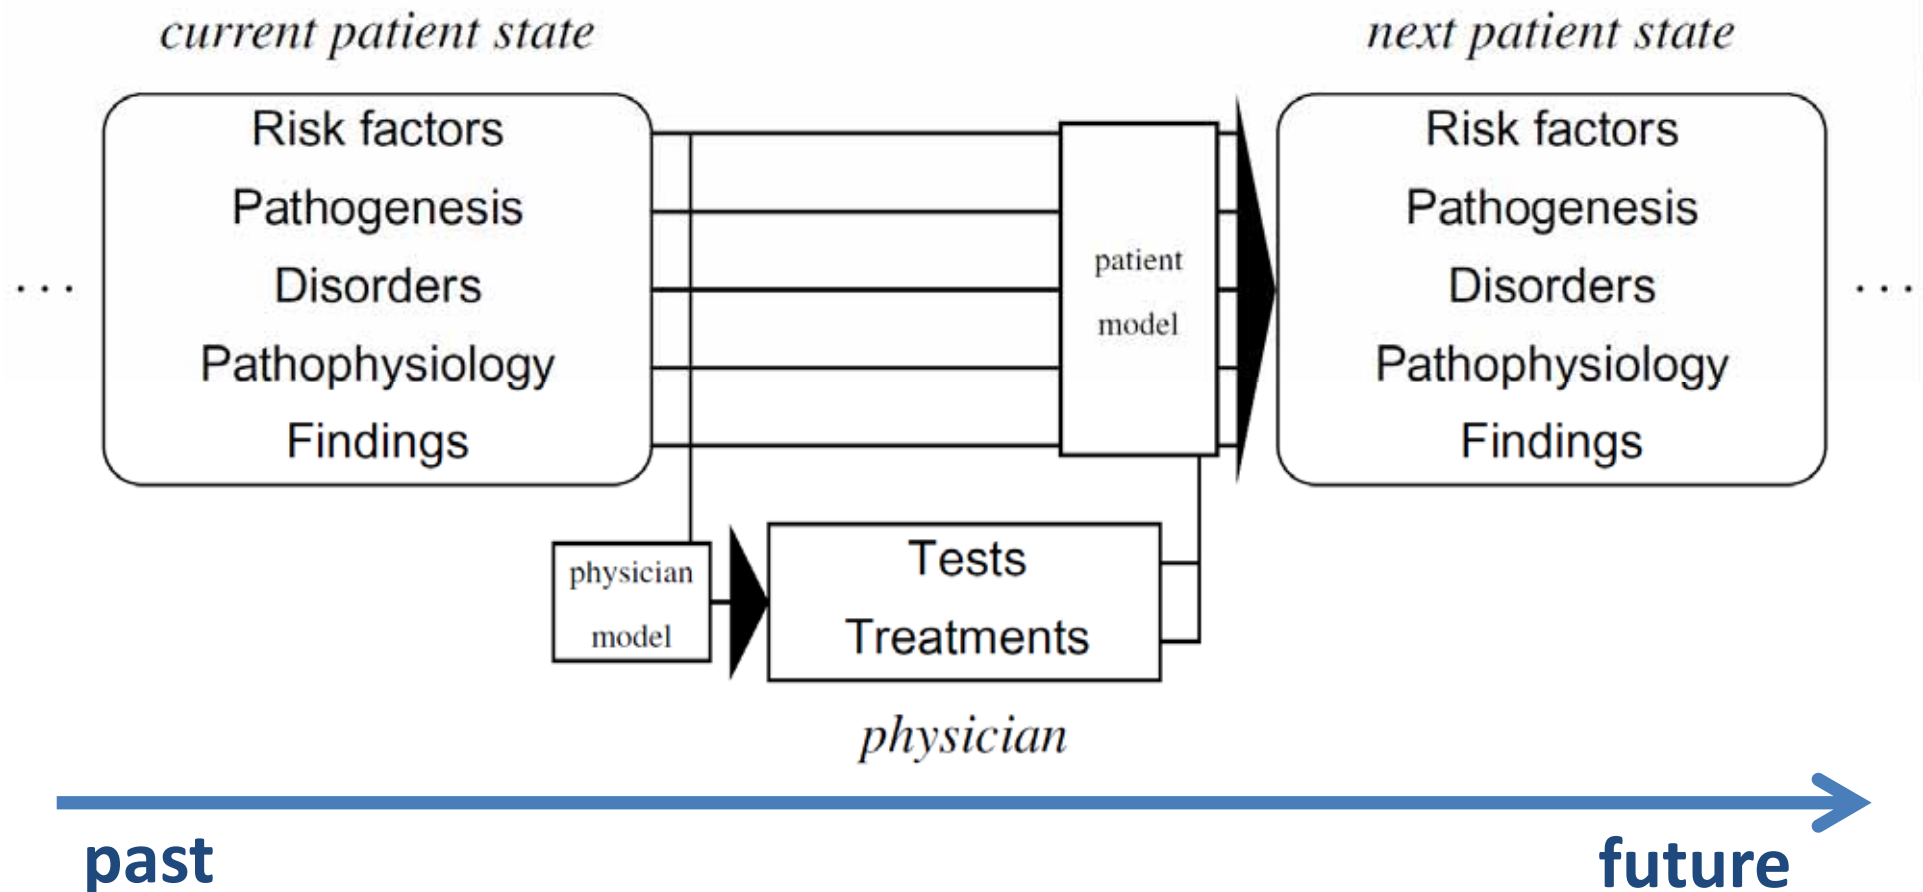 current patient state
Risk factors
Pathogenesis
Disorders
Pathophysiology
Findings
. . .
patient
model
next patient state
Risk factors
Pathogenesis
Disorders
Pathophysiology
Findings
. . .
physician
model
Tests
Treatments
physician
past
future